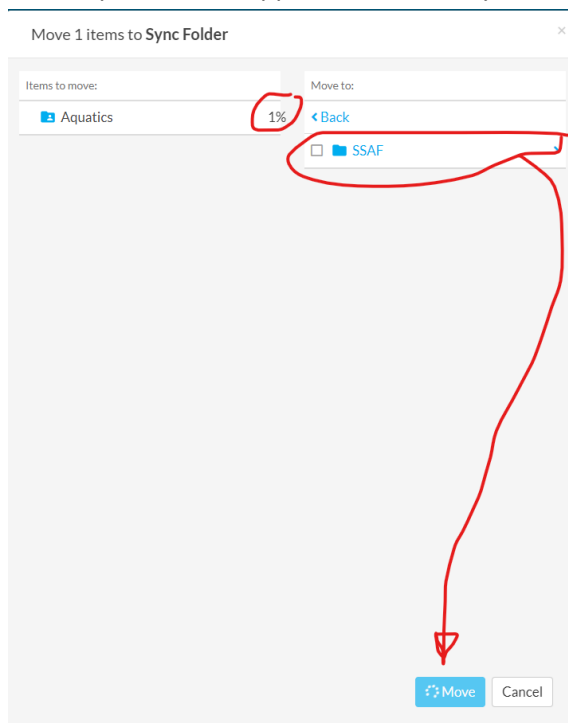 Move 1 items to Sync Folder
×
Items to move:
Aquatics
1%
Move to:
Back
SSAF
Move
Cancel